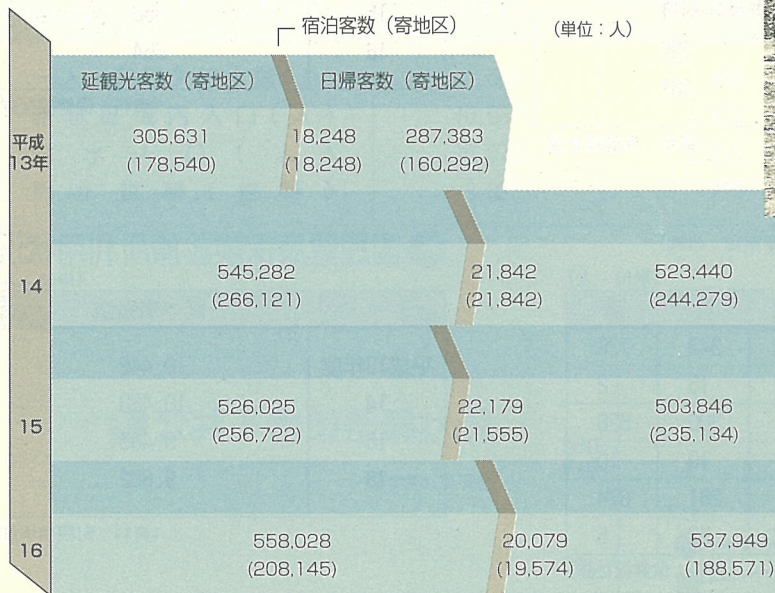 宿泊客数（寄地区）
（単位：人）
延観光客数（寄地区）
日帰客数（寄地区）
平成
13年
305,631 18,248 287,383
(178,540) (18,248) (160,292)
14
545,282 21,842 523,440
(266,121) (21,842) (244,279)
15
526,025 22,179 503,846
(256,722) (21,555) (235,134)
16
558,028 20,079 537,949
(208,145) (19,574) (188,571)